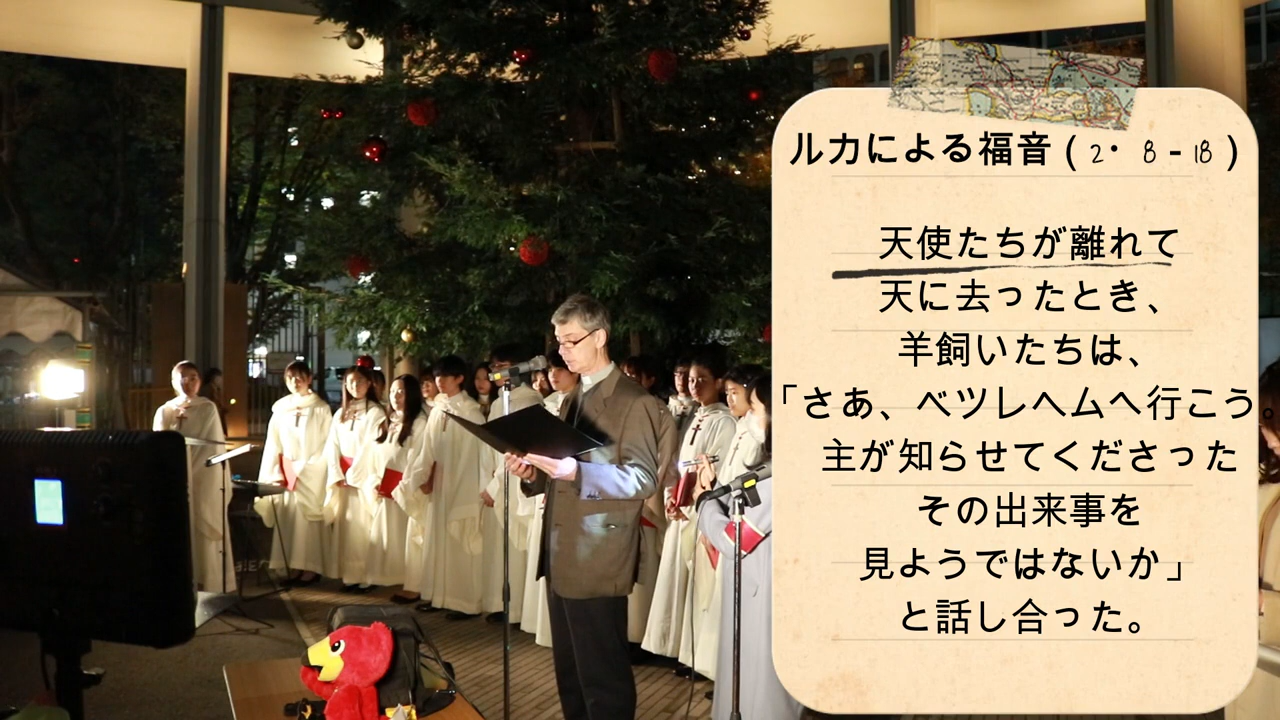 ルカによる福音 ( 2・ 8 - 18 )
天使たちが離れて
天に去ったとき、
羊飼いたちは、
「さあ、ベツレヘムへ行こう。
主が知らせてくださった
その出来事を
見ようではないか」
と話し合った。